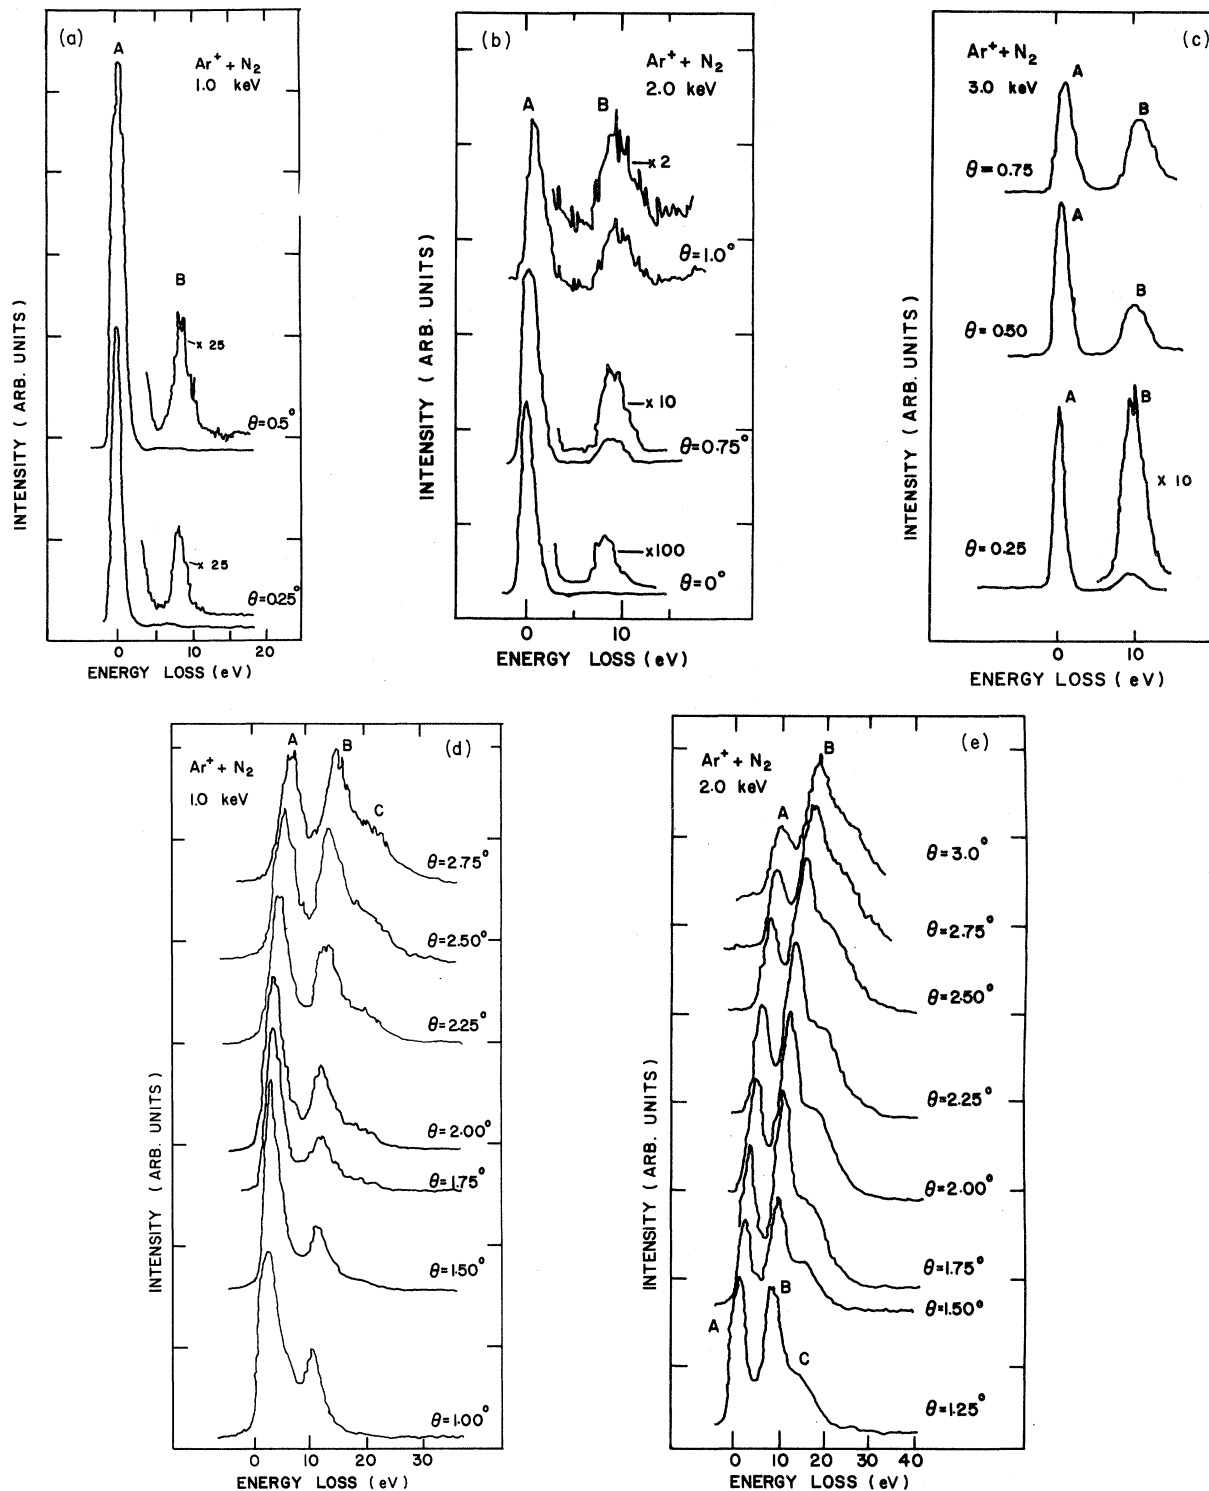 (a)
A
Ar+ + N2
1.0 keV
B
x 25
θ=0.5°
x 25
θ=0.25°
0 10 20
ENERGY LOSS (eV)
INTENSITY ( ARB. UNITS )
(b)
Ar+ + N2
2.0 keV
A B
x 2
θ=1.0°
x 10
θ=0.75°
x100
θ=0°
0 10
ENERGY LOSS (eV)
INTENSITY ( ARB. UNITS )
(c)
Ar+ + N2
3.0 keV
A
B
θ=0.75
A
B
θ=0.50
A B
x 10
θ=0.25
0 10
ENERGY LOSS ( eV)
INTENSITY ( ARB. UNITS )
(d)
A B
Ar+ + N2
1.0 keV
C
θ=2.75°
θ=2.50°
θ=2.25°
θ=2.00°
θ=1.75°
θ=1.50°
θ=1.00°
0 10 20 30
ENERGY LOSS (eV)
INTENSITY ( ARB. UNITS )
(e)
B
Ar+ + N2
2.0 keV
A
θ=3.0°
θ=2.75°
θ=2.50°
θ=2.25°
θ=2.00°
θ=1.75°
θ=1.50°
B
A
C
θ=1.25°
0 10 20 30 40
ENERGY LOSS (eV)
INTENSITY ( ARB. UNITS )